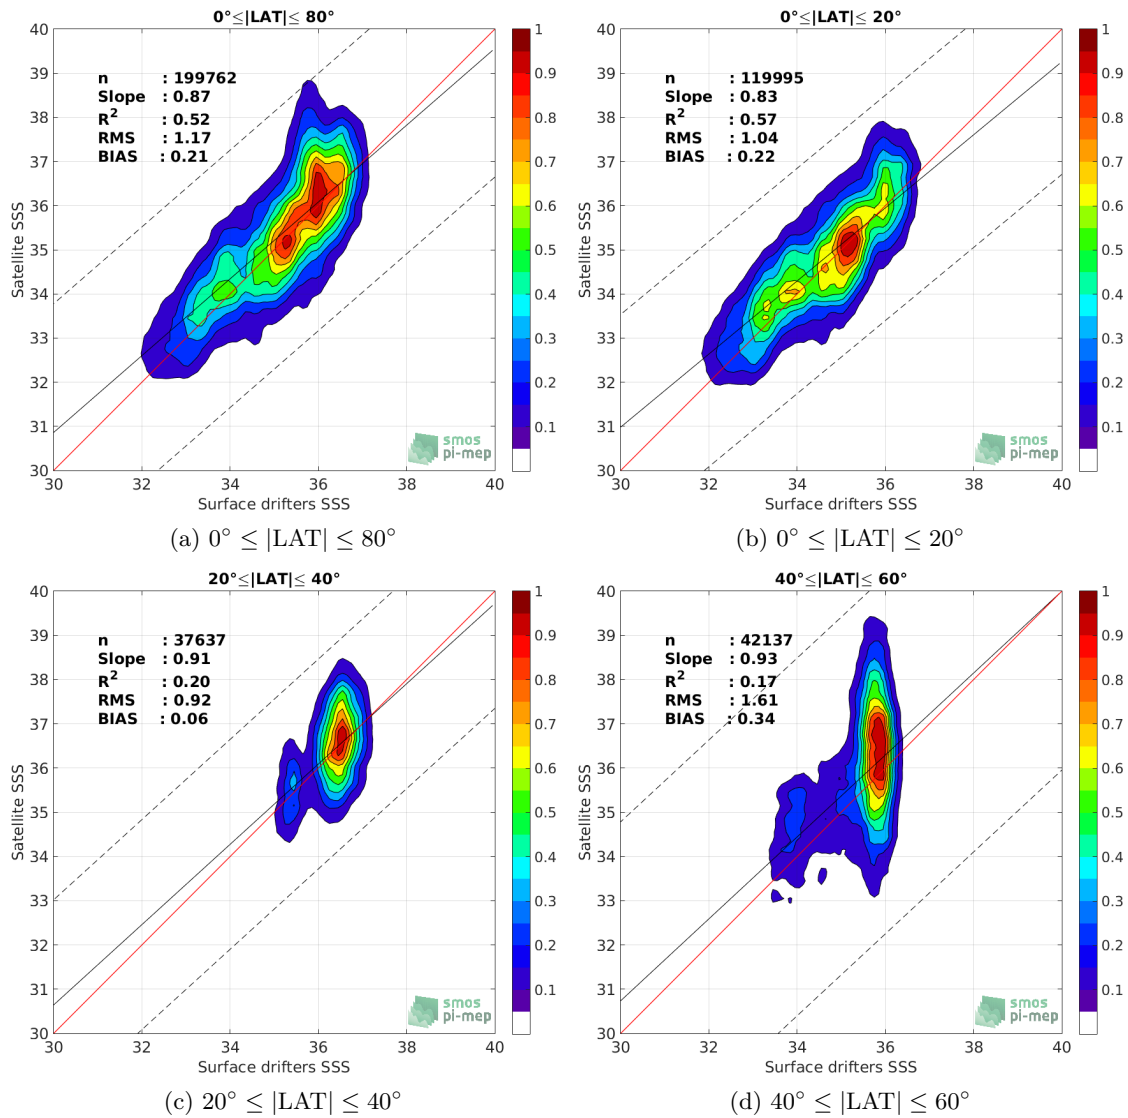 0°≤|LAT|≤ 80°
n : 199762
Slope : 0.87
R2 : 0.52
RMS : 1.17
BIAS : 0.21
40
39
38
37
36
35
34
33
32
31
30
Satellite SSS
30 32 34 36 38 40
Surface drifters SSS
1
0.9
0.8
0.7
0.6
0.5
0.4
0.3
0.2
0.1
smos
pi-mep
(a) 0° ≤ |LAT| ≤ 80°
0°≤|LAT|≤ 20°
n : 119995
Slope : 0.83
R2 : 0.57
RMS : 1.04
BIAS : 0.22
40
39
38
37
36
35
34
33
32
31
30
Satellite SSS
30 32 34 36 38 40
Surface drifters SSS
1
0.9
0.8
0.7
0.6
0.5
0.4
0.3
0.2
0.1
smos
pi-mep
(b) 0° ≤ |LAT| ≤ 20°
20°≤|LAT|≤ 40°
n : 37637
Slope : 0.91
R2 : 0.20
RMS : 0.92
BIAS : 0.06
40
39
38
37
36
35
34
33
32
31
30
Satellite SSS
30 32 34 36 38 40
Surface drifters SSS
1
0.9
0.8
0.7
0.6
0.5
0.4
0.3
0.2
0.1
smos
pi-mep
(c) 20° ≤ |LAT| ≤ 40°
40°≤|LAT|≤ 60°
n : 42137
Slope : 0.93
R2 : 0.17
RMS : 1.61
BIAS : 0.34
40
39
38
37
36
35
34
33
32
31
30
Satellite SSS
30 32 34 36 38 40
Surface drifters SSS
1
0.9
0.8
0.7
0.6
0.5
0.4
0.3
0.2
0.1
smos
pi-mep
(d) 40° ≤ |LAT| ≤ 60°